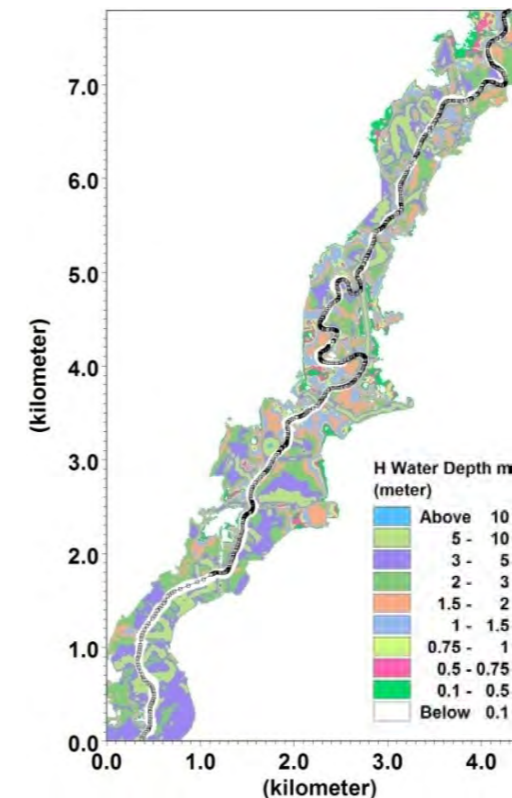 7.0
6.0
5.0
4.0
3.0
2.0
1.0
0.0
(kilometer)
0.0 1.0 2.0 3.0 4.0
(kilometer)
H Water Depth m
(meter)
Above 10
5 - 10
3 - 5
2 - 3
1.5 - 2
1 - 1.5
0.75 - 1
0.5 - 0.75
0.1 - 0.5
Below 0.1